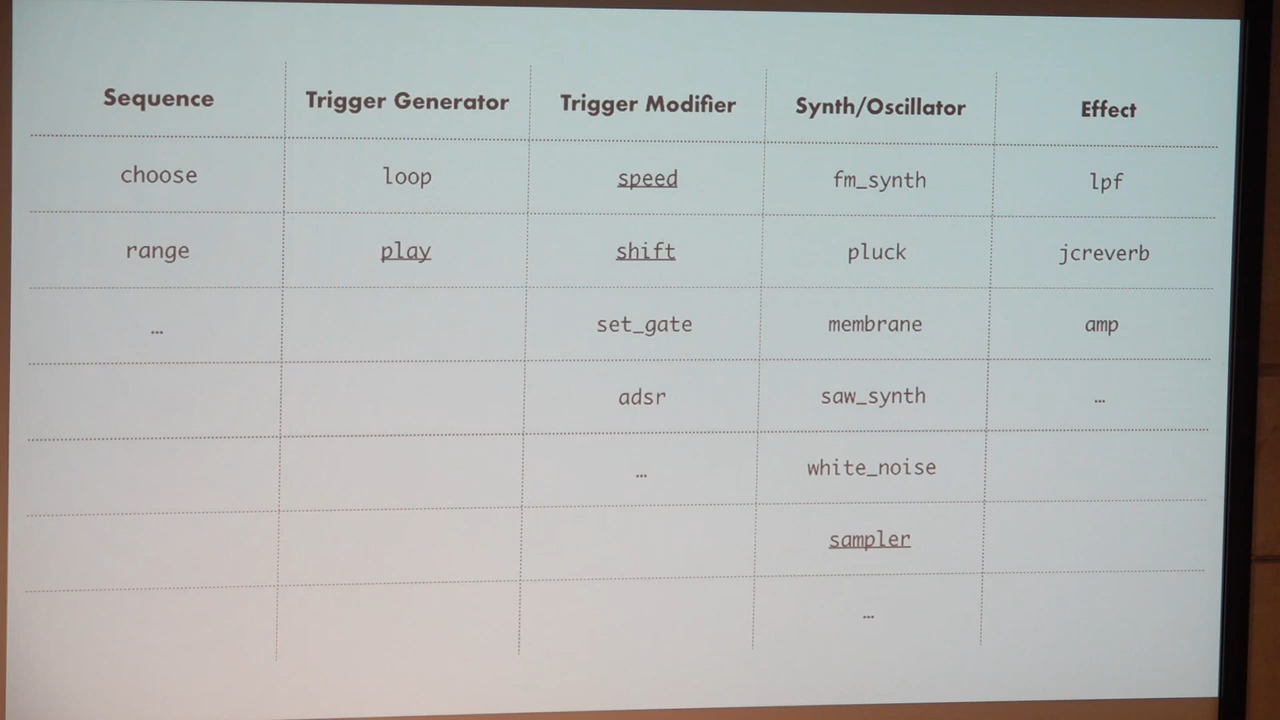 Sequence Trigger Generator Trigger Modifier Synth/Oscillator Effect
choose loop speed fm_synth lpf
range play shift pluck jcreverb
… set_gate membrane amp
adsr saw_synth …
… white_noise
sampler
…